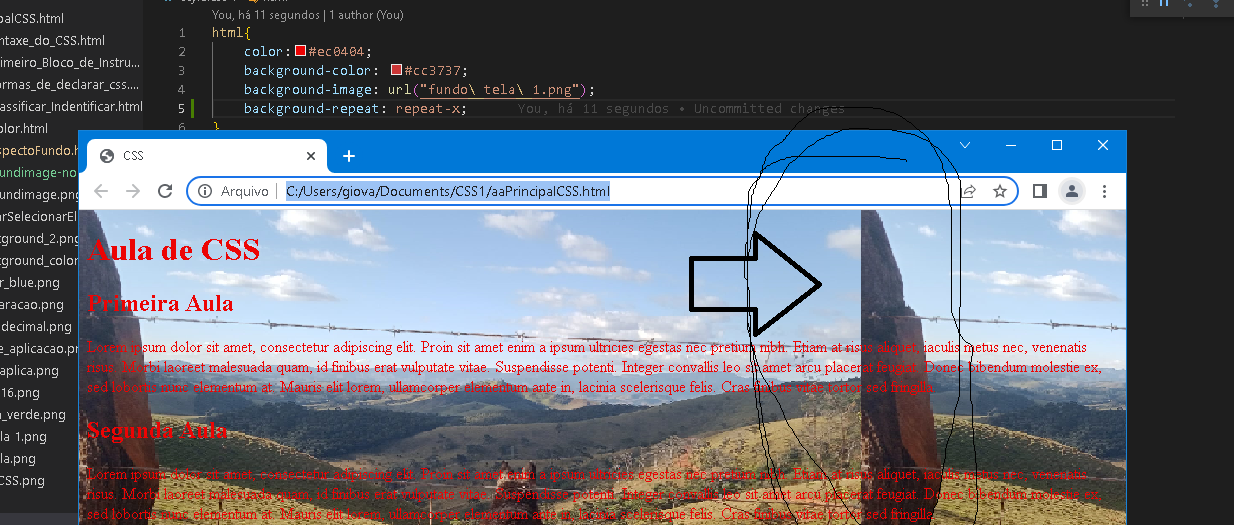 palCSS.html
ntaxe_do_CSS.html
imeiro_Bloco_de_Instru...
ormas_de_declarar_css....
assificar_Indentificar.html
olor.html
spectoFundo.h
undimage-no
undimage.png
arSelecionarEl
ground_2.png
ground_color
r_blue.png
aracao.png
decimal.png
e_aplicacao.pn
aplica.png
16.png
_verde.png
la 1.png
la.png
CSS.png
You, há 11 segundos | 1 author (You)
1 html{
2 color: #ec0404;
3 background-color: #cc3737;
4 background-image: url("fundo\ tela\ 1.png");
5 background-repeat: repeat-x; You, há 11 segundos • Uncommitted changes
6 }
CSS
Arquivo C:/Users/giova/Documents/CSS1/aaPrincipalCSS.html
Aula de CSS
Primeira Aula
Lorem ipsum dolor sit amet, consectetur adipiscing elit. Proin sit amet enim a ipsum ultricies egestas nec pretium nibh. Etiam at risus aliquet, iaculis metus nec, venenatis
risus. Morbi laoreet malesuada quam, id finibus erat vulputate vitae. Suspendisse potenti. Integer convallis leo sit amet arcu placerat feugiat. Donec bibendum molestie ex,
sed lobortis nunc elementum at. Mauris elit lorem, ullamcorper elementum ante in, lacinia scelerisque felis. Cras finibus vitae tortor sed fringilla.
Segunda Aula
Lorem ipsum dolor sit amet, consectetur adipiscing elit. Proin sit amet enim a ipsum ultricies egestas nec pretium nibh. Etiam at risus aliquet, iaculis metus nec, venenatis
risus. Morbi laoreet malesuada quam, id finibus erat vulputate vitae. Suspendisse potenti. Integer convallis leo sit amet arcu placerat feugiat. Donec bibendum molestie ex,
sed lobortis nunc elementum at. Mauris elit lorem, ullamcorper elementum ante in, lacinia scelerisque felis. Cras finibus vitae tortor sed fringilla.